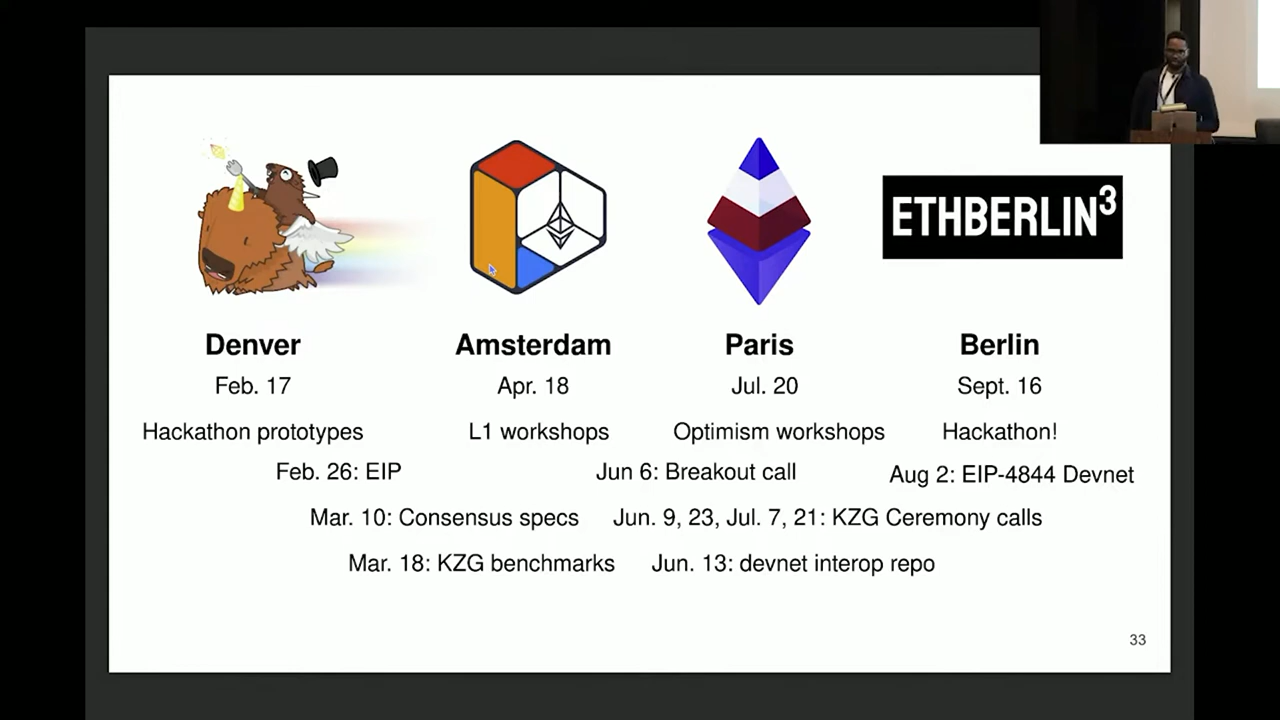 ETHBERLIN³
Denver
Amsterdam
Paris
Berlin
Feb. 17
Apr. 18
Jul. 20
Sept. 16
Hackathon prototypes
L1 workshops
Optimism workshops
Hackathon!
Feb. 26: EIP
Jun 6: Breakout call
Aug 2: EIP-4844 Devnet
Mar. 10: Consensus specs
Jun. 9, 23, Jul. 7, 21: KZG Ceremony calls
Mar. 18: KZG benchmarks
Jun. 13: devnet interop repo
33